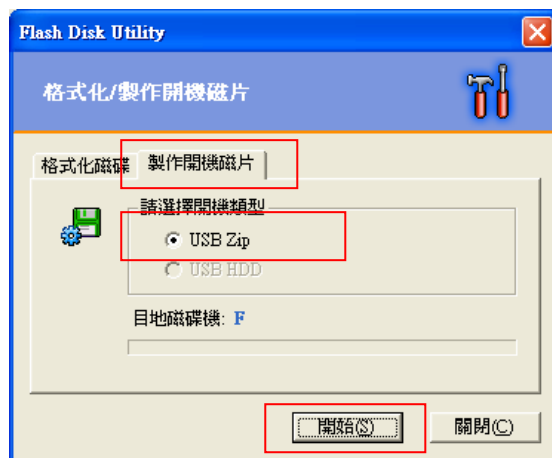 Flash Disk Utility
格式化/製作開機磁片
格式化磁碟 製作開機磁片
請選擇開機類型
USB Zip
USB HDD
目地磁碟機: F
開始(S) 關閉(C)